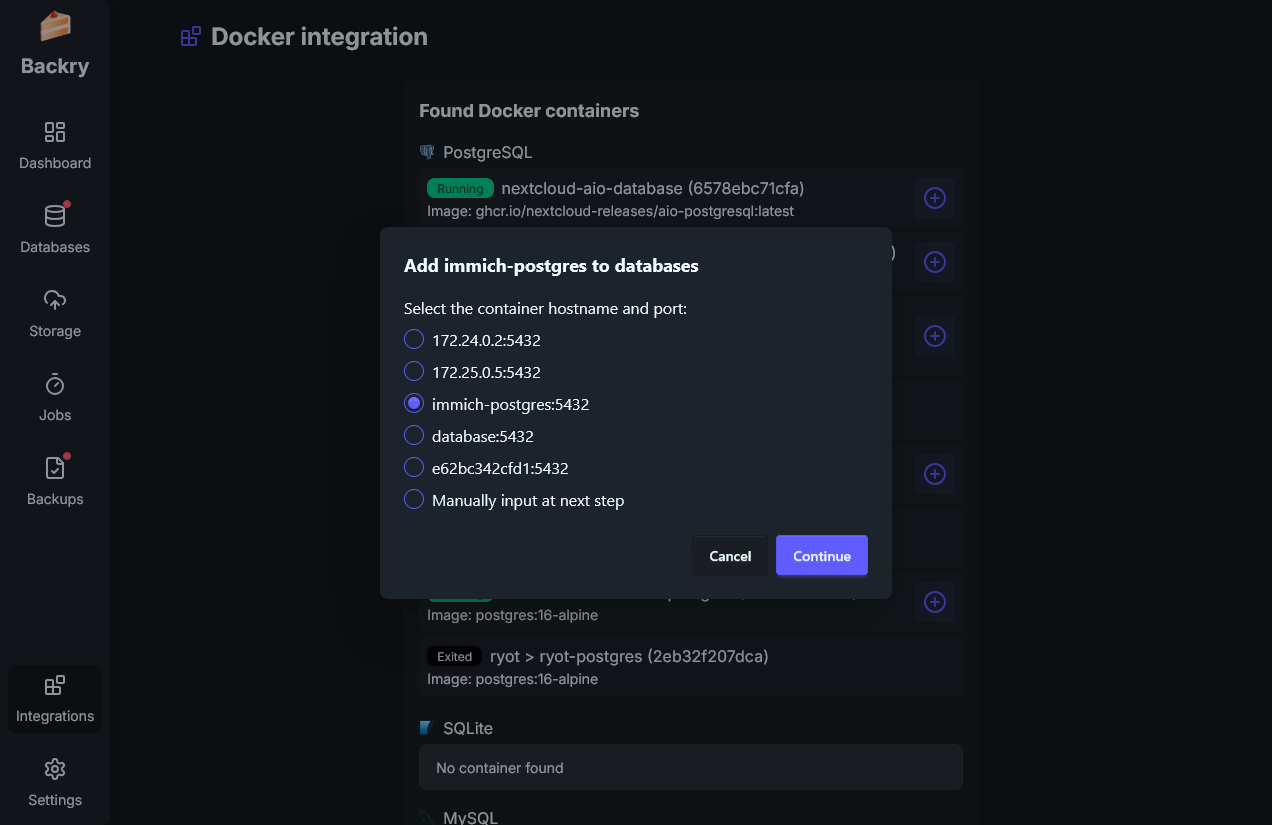 Backry
Dashboard
Databases
Storage
Jobs
Backups
Integrations
Settings
Docker integration
Found Docker containers
PostgreSQL
Running nextcloud-aio-database (6578ebc71cfa)
Image: ghcr.io/nextcloud-releases/aio-postgresql:latest
)
Add immich-postgres to databases
Select the container hostname and port:
172.24.0.2:5432
172.25.0.5:5432
immich-postgres:5432
database:5432
e62bc342cfd1:5432
Manually input at next step
Cancel
Continue
Image: postgres:16-alpine
Exited ryot > ryot-postgres (2eb32f207dca)
Image: postgres:16-alpine
SQLite
No container found
MySQL